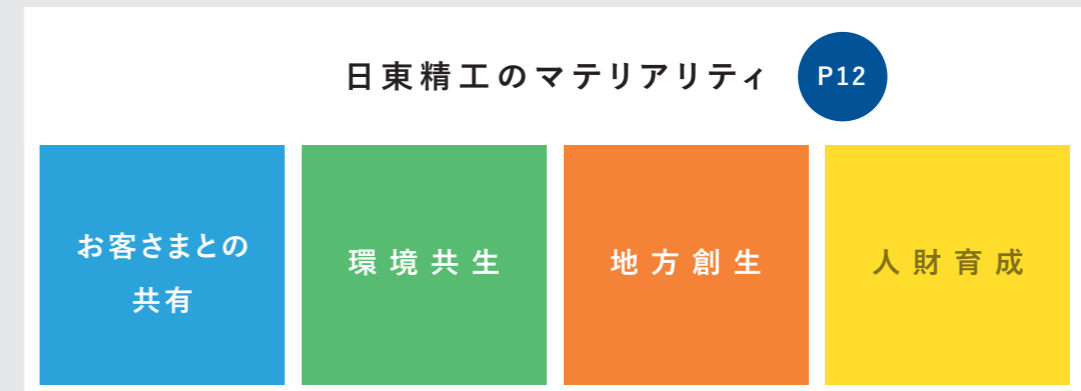 日東精工のマテリアリティ P12
お客さまとの
共有
環境共生
地方創生
人財育成